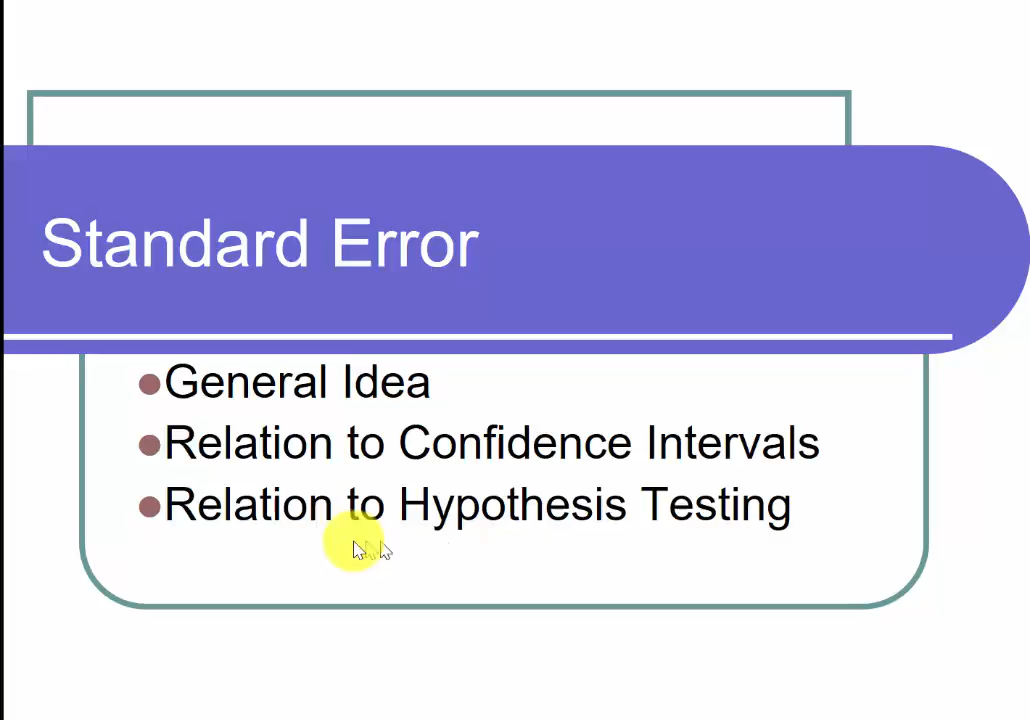 Standard Error
General Idea
Relation to Confidence Intervals
Relation to Hypothesis Testing